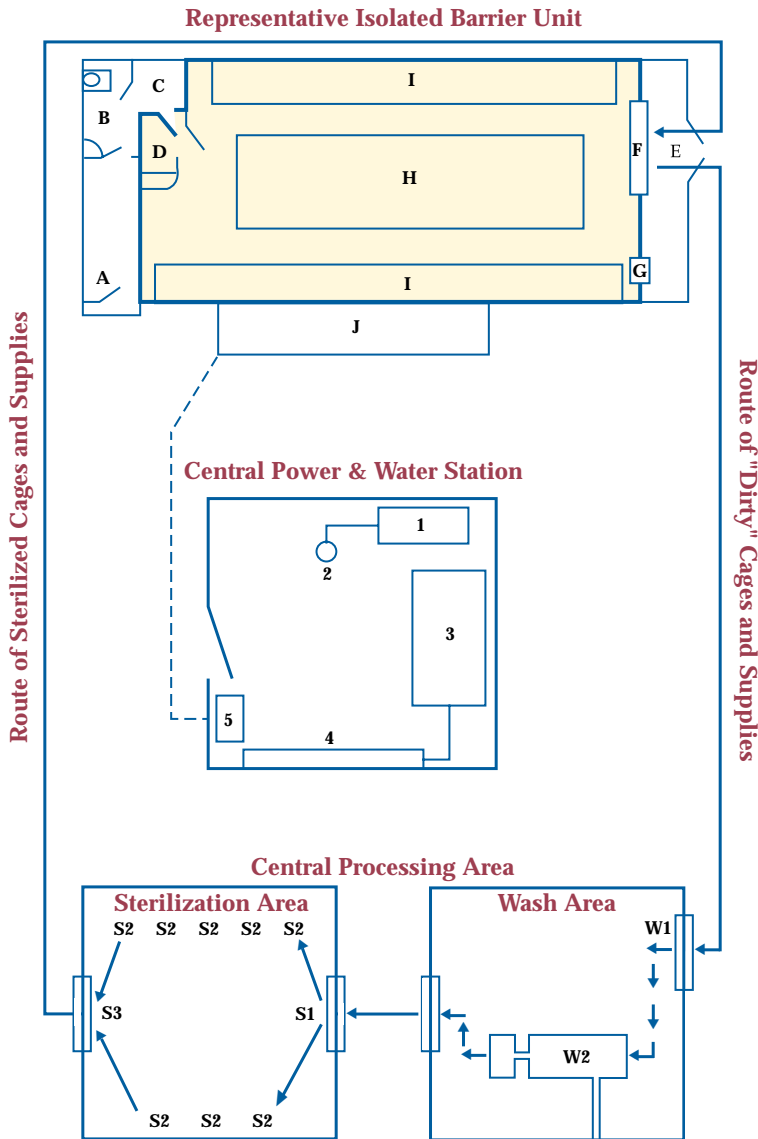 Representative Isolated Barrier Unit
I
C
B
D
F
E
H
A
G
I
J
Route of Sterilized Cages and Supplies
Route of "Dirty" Cages and Supplies
Central Power & Water Station
1
2
3
5
4
Central Processing Area
Sterilization Area
Wash Area
S2 S2 S2 S2 S2
W1
S3
S1
W2
S2 S2 S2